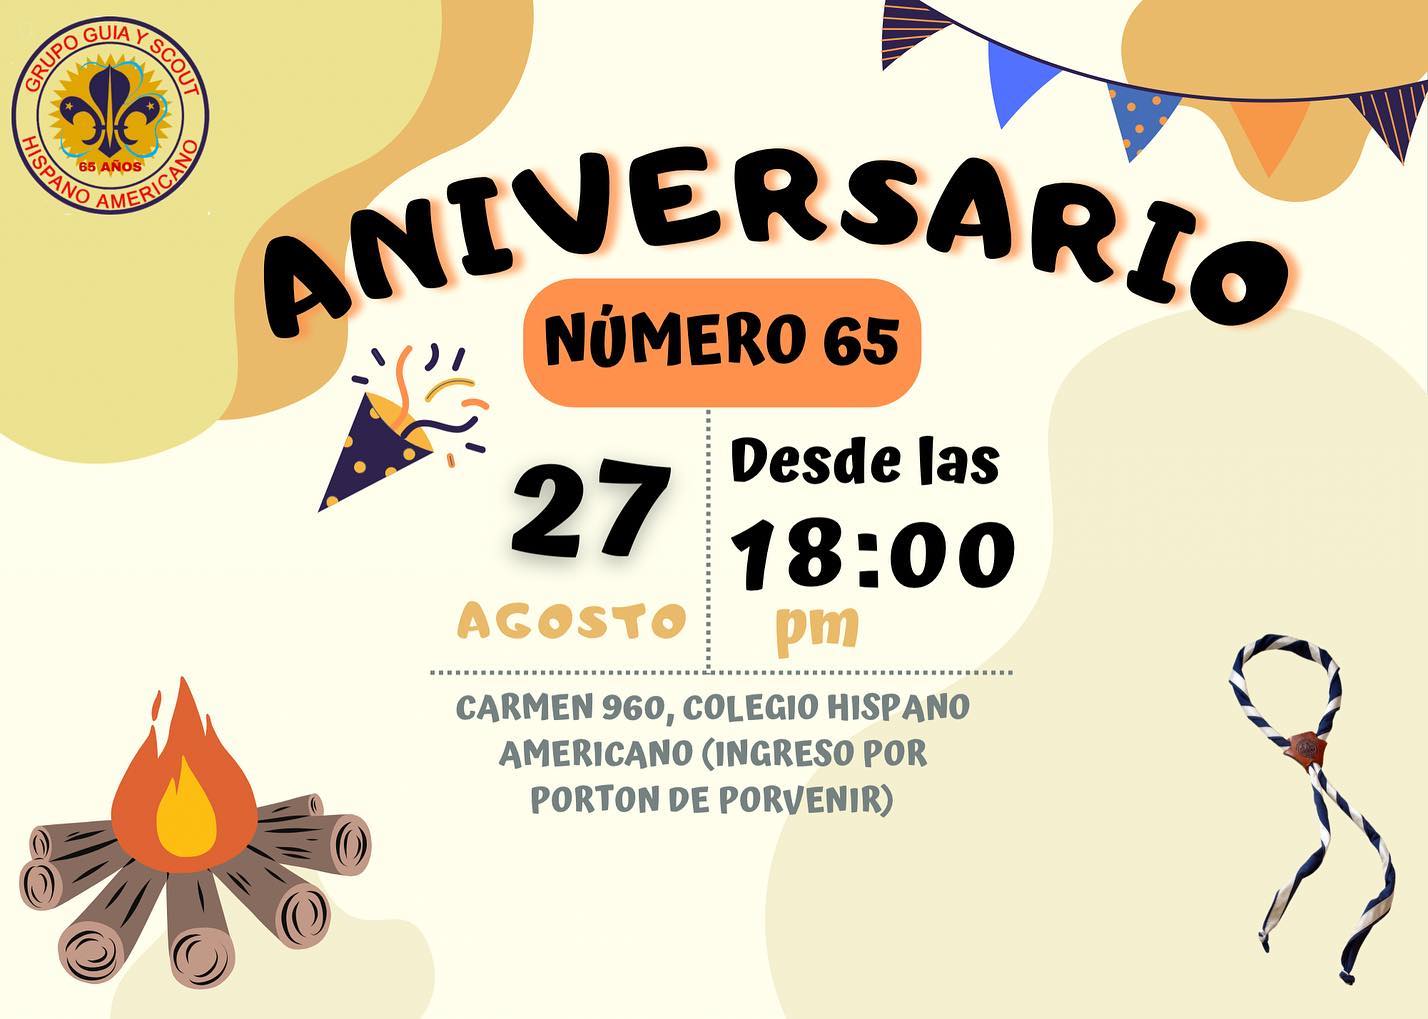 GRUPO GUIA Y SCOUT
65 AÑOS
HISPANO AMERICANO
ANIVERSARIO
NÚMERO 65
27
AGOSTO
Desde las
18:00
pm
CARMEN 960, COLEGIO HISPANO
AMERICANO (INGRESO POR
PORTON DE PORVENIR)